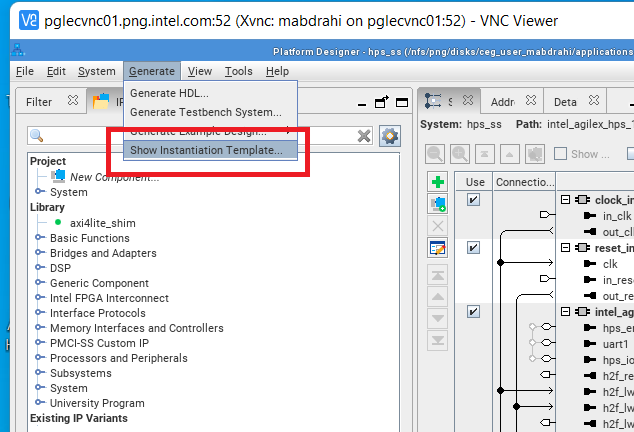 pglecvnc01.png.intel.com:52 (Xvnc: mabdrahi on pglecvnc01:52) - VNC Viewer
Platform Designer - hps_ss (/nfs/png/disks/ceg_user_mabdrahi/applications
File Edit System Generate View Tools Help
Filter
Generate HDL...
Generate Testbench System...
Generate Example Design...
Show Instantiation Template...
Project
New Component...
System
Library
axi4lite_shim
Basic Functions
Bridges and Adapters
DSP
Generic Component
Intel FPGA Interconnect
Interface Protocols
Memory Interfaces and Controllers
PMCI-SS Custom IP
Processors and Peripherals
Subsystems
System
University Program
Existing IP Variants
S Addre Deta
System: hps_ss Path: intel_agilex_hps_1
Show ...
Use Connectio...
clock_in
in_clk
out_cl
reset_in
clk
in_rese
out_re
intel_ag
hps_er
uart1
hps_io
h2f_re
h2f_lw
h2f_lw
h2f_lw